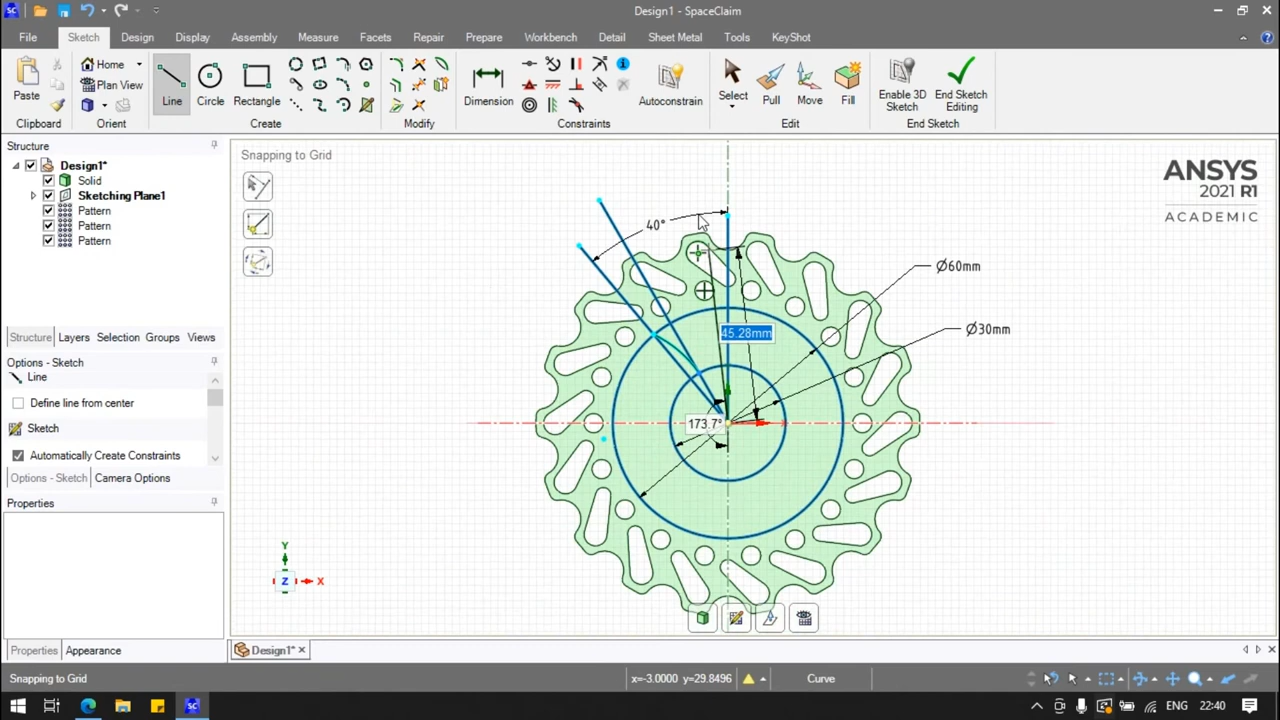 Design1 - SpaceClaim
File Sketch Design Display Assembly Measure Facets Repair Prepare Workbench Detail Sheet Metal Tools KeyShot
Paste
Home
Plan View
Line Circle Rectangle
Dimension
Autoconstrain
Select Pull Move Fill
Enable 3D Sketch
End Sketch Editing
Clipboard Orient Create Modify Constraints Edit End Sketch
Structure
Design1*
Solid
Sketching Plane1
Pattern
Pattern
Pattern
Structure Layers Selection Groups Views
Options - Sketch
Line
Define line from center
Sketch
Automatically Create Constraints
Options - Sketch Camera Options
Properties
Properties Appearance
Snapping to Grid
ANSYS
2021 R1
ACADEMIC
40°
Ø60mm
Ø30mm
45.28mm
173.7°
Y
Z X
Design1*
Snapping to Grid
x=-3.0000 y=29.8496
Curve
ENG 22:40